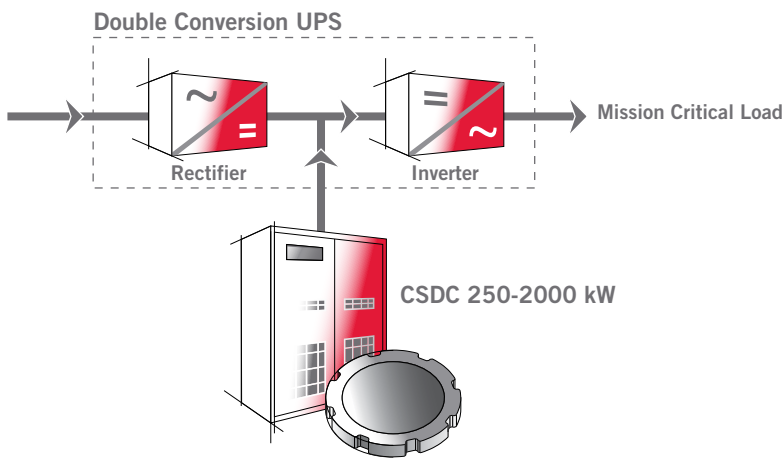 Double Conversion UPS
~
=
=
~
Mission Critical Load
Rectifier
Inverter
CSDC 250-2000 kW